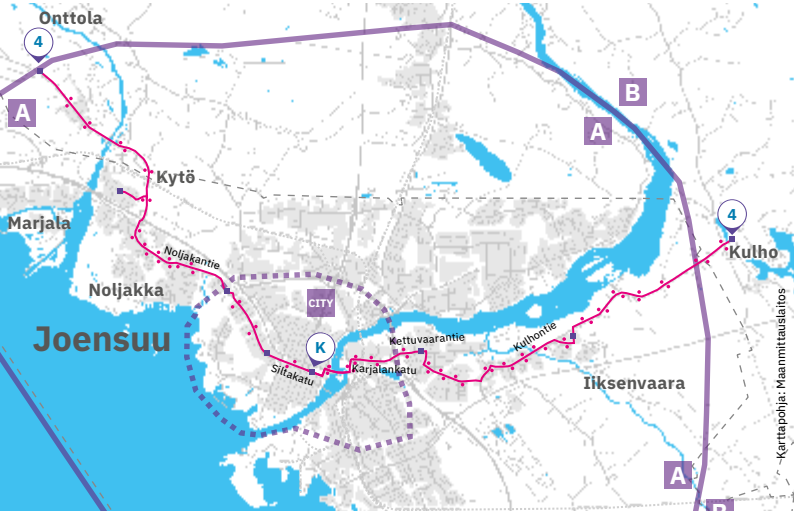 Onttola
4
A
B
A
Kytö
4
Marjala
Kulho
Noljakantie
Noljakka
CITY
Joensuu
K
Kettuvaarantie
Kulhontie
Siltakatu
Karjalankatu
Iiksenvaara
Karttapohja: Maanmittauslaitos
A
B